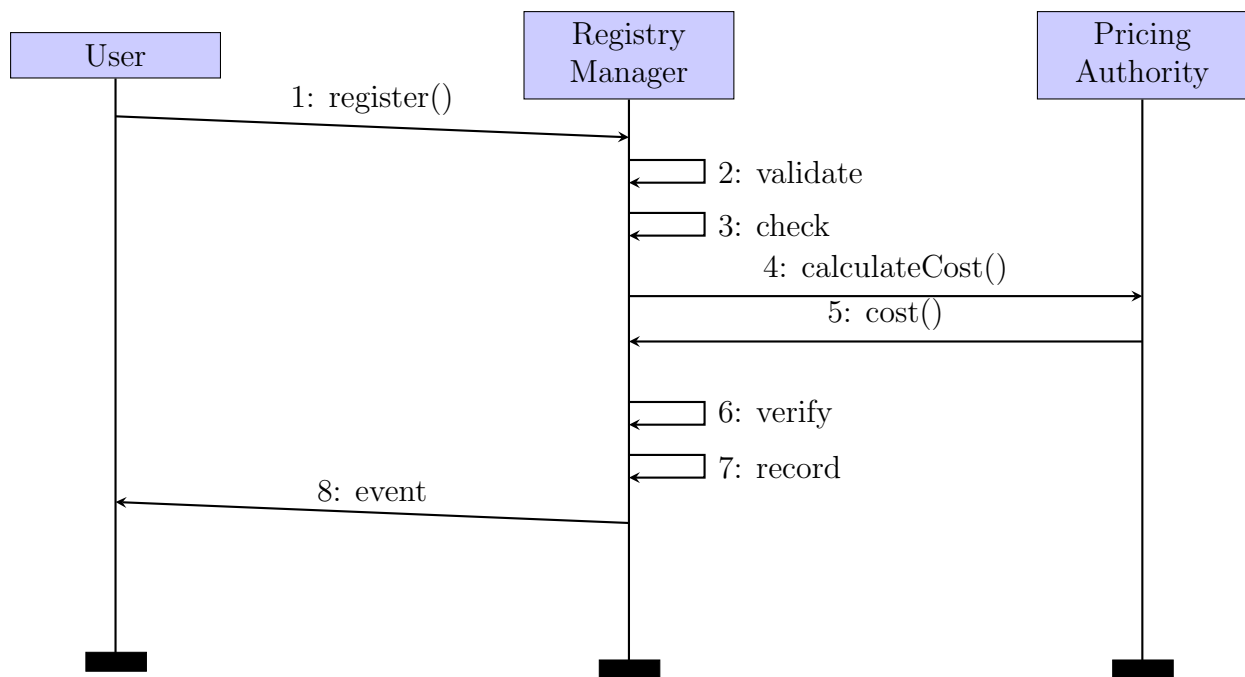 User
Registry
Manager
Pricing
Authority
1: register()
2: validate
3: check
4: calculateCost()
5: cost()
6: verify
7: record
8: event